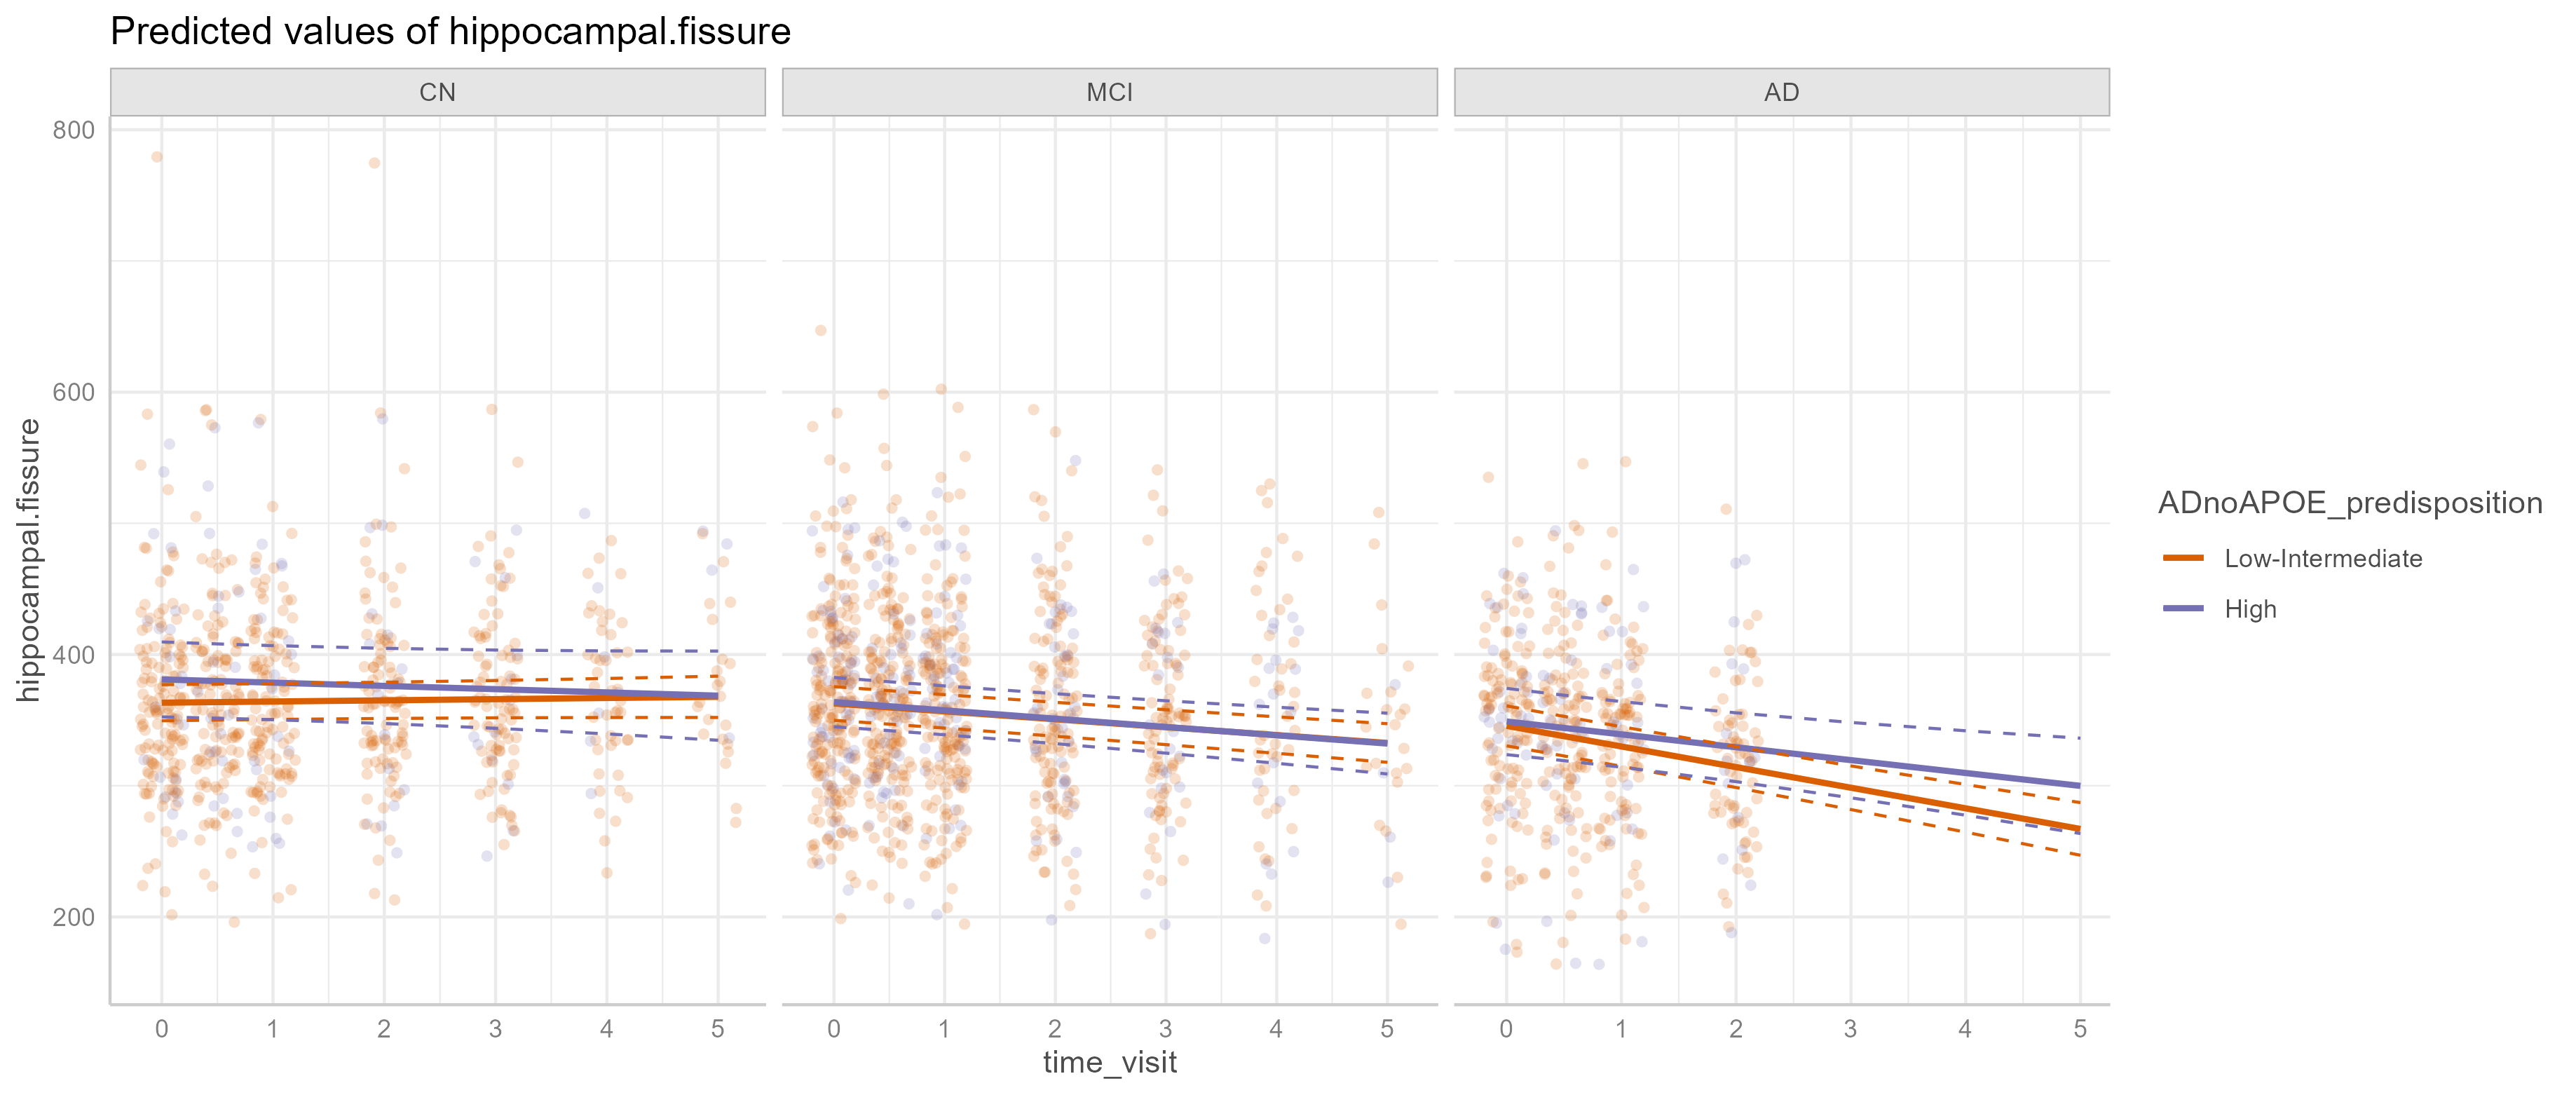 Predicted values of hippocampal.fissure
CN MCI AD
800
600
400
200
hippocampal.fissure
0 1 2 3 4 5 0 1 2 3 4 5 0 1 2 3 4 5
time_visit
ADnoAPOE_predisposition
Low-Intermediate
High